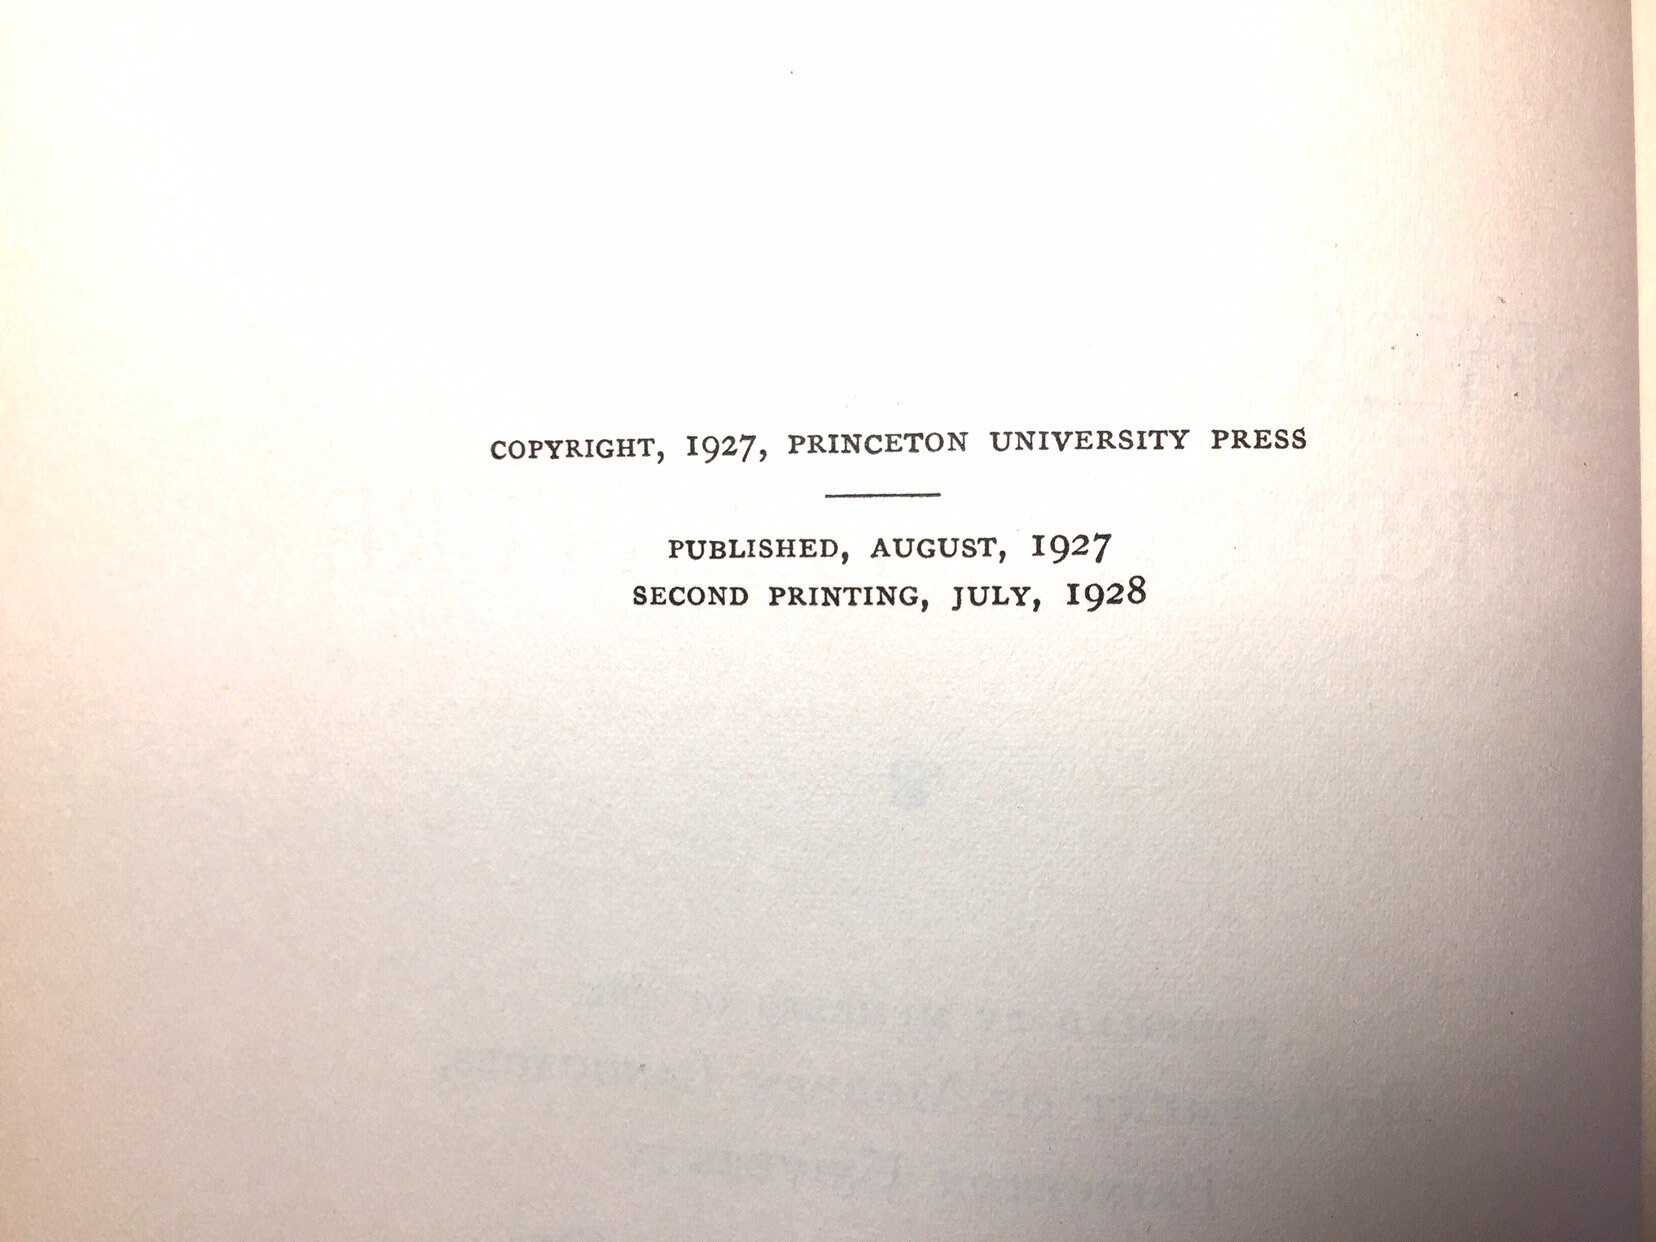 COPYRIGHT, 1927, PRINCETON UNIVERSITY PRESS
PUBLISHED, AUGUST, 1927
SECOND PRINTING, JULY, 1928